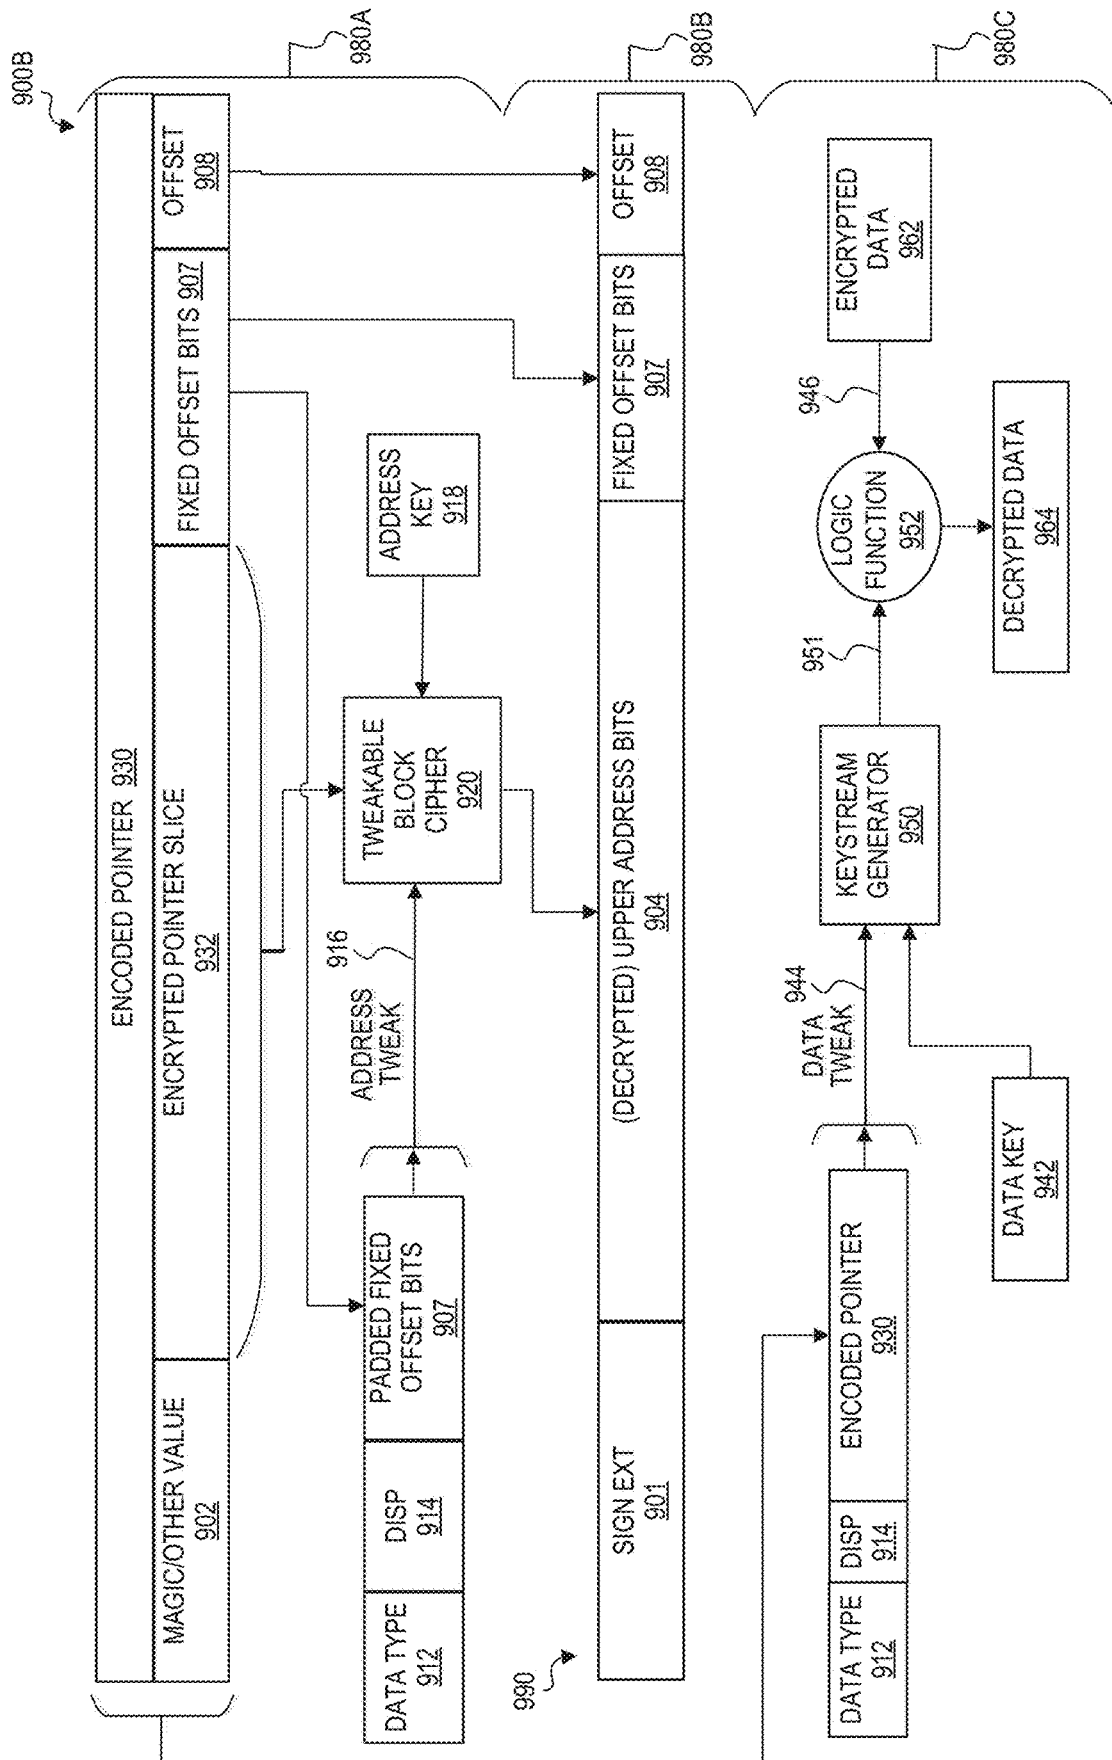 900B
ENCODED POINTER 930
MAGIC/OTHER VALUE
902
ENCRYPTED POINTER SLICE
932
FIXED OFFSET BITS 907
OFFSET
908
980A
DATA TYPE
912
DISP
914
PADDED FIXED
OFFSET BITS
907
ADDRESS
TWEAK
916
TWEAKABLE
BLOCK
CIPHER
920
ADDRESS
KEY
918
990
SIGN EXT
901
(DECRYPTED) UPPER ADDRESS BITS
904
FIXED OFFSET BITS
907
OFFSET
908
980B
DATA TYPE
912
DISP
914
ENCODED POINTER
930
DATA
TWEAK
944
DATA KEY
942
KEYSTREAM
GENERATOR
950
951
LOGIC
FUNCTION
952
946
ENCRYPTED
DATA
962
DECRYPTED DATA
964
980C